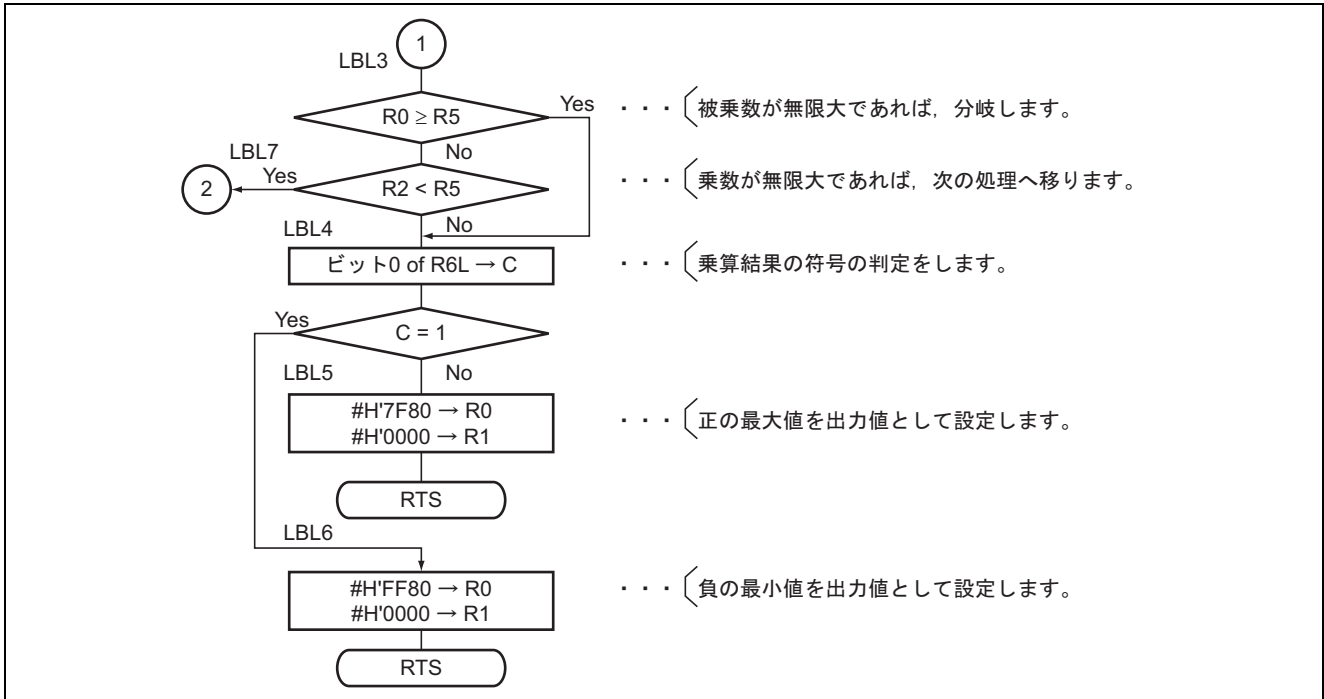 1
LBL3
R0 ≥ R5
Yes
・・・被乗数が無限大であれば，分岐します。
No
LBL7
Yes
2
R2 < R5
・・・乗数が無限大であれば，次の処理へ移ります。
No
LBL4
ビット0 of R6L → C
・・・乗算結果の符号の判定をします。
Yes
C = 1
LBL5
No
#H'7F80 → R0
#H'0000 → R1
・・・正の最大値を出力値として設定します。
RTS
LBL6
#H'FF80 → R0
#H'0000 → R1
・・・負の最小値を出力値として設定します。
RTS